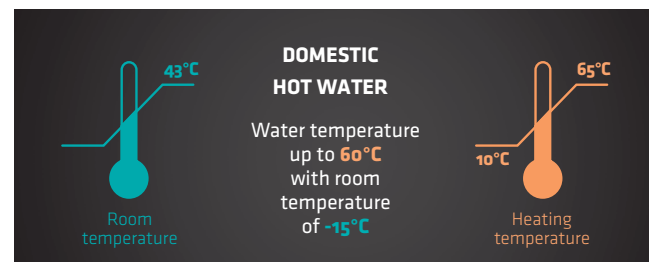 43°C
Room
temperature
DOMESTIC
HOT WATER
Water temperature
up to 60°C
with room
temperature
of -15°C
65°C
10°C
Heating
temperature